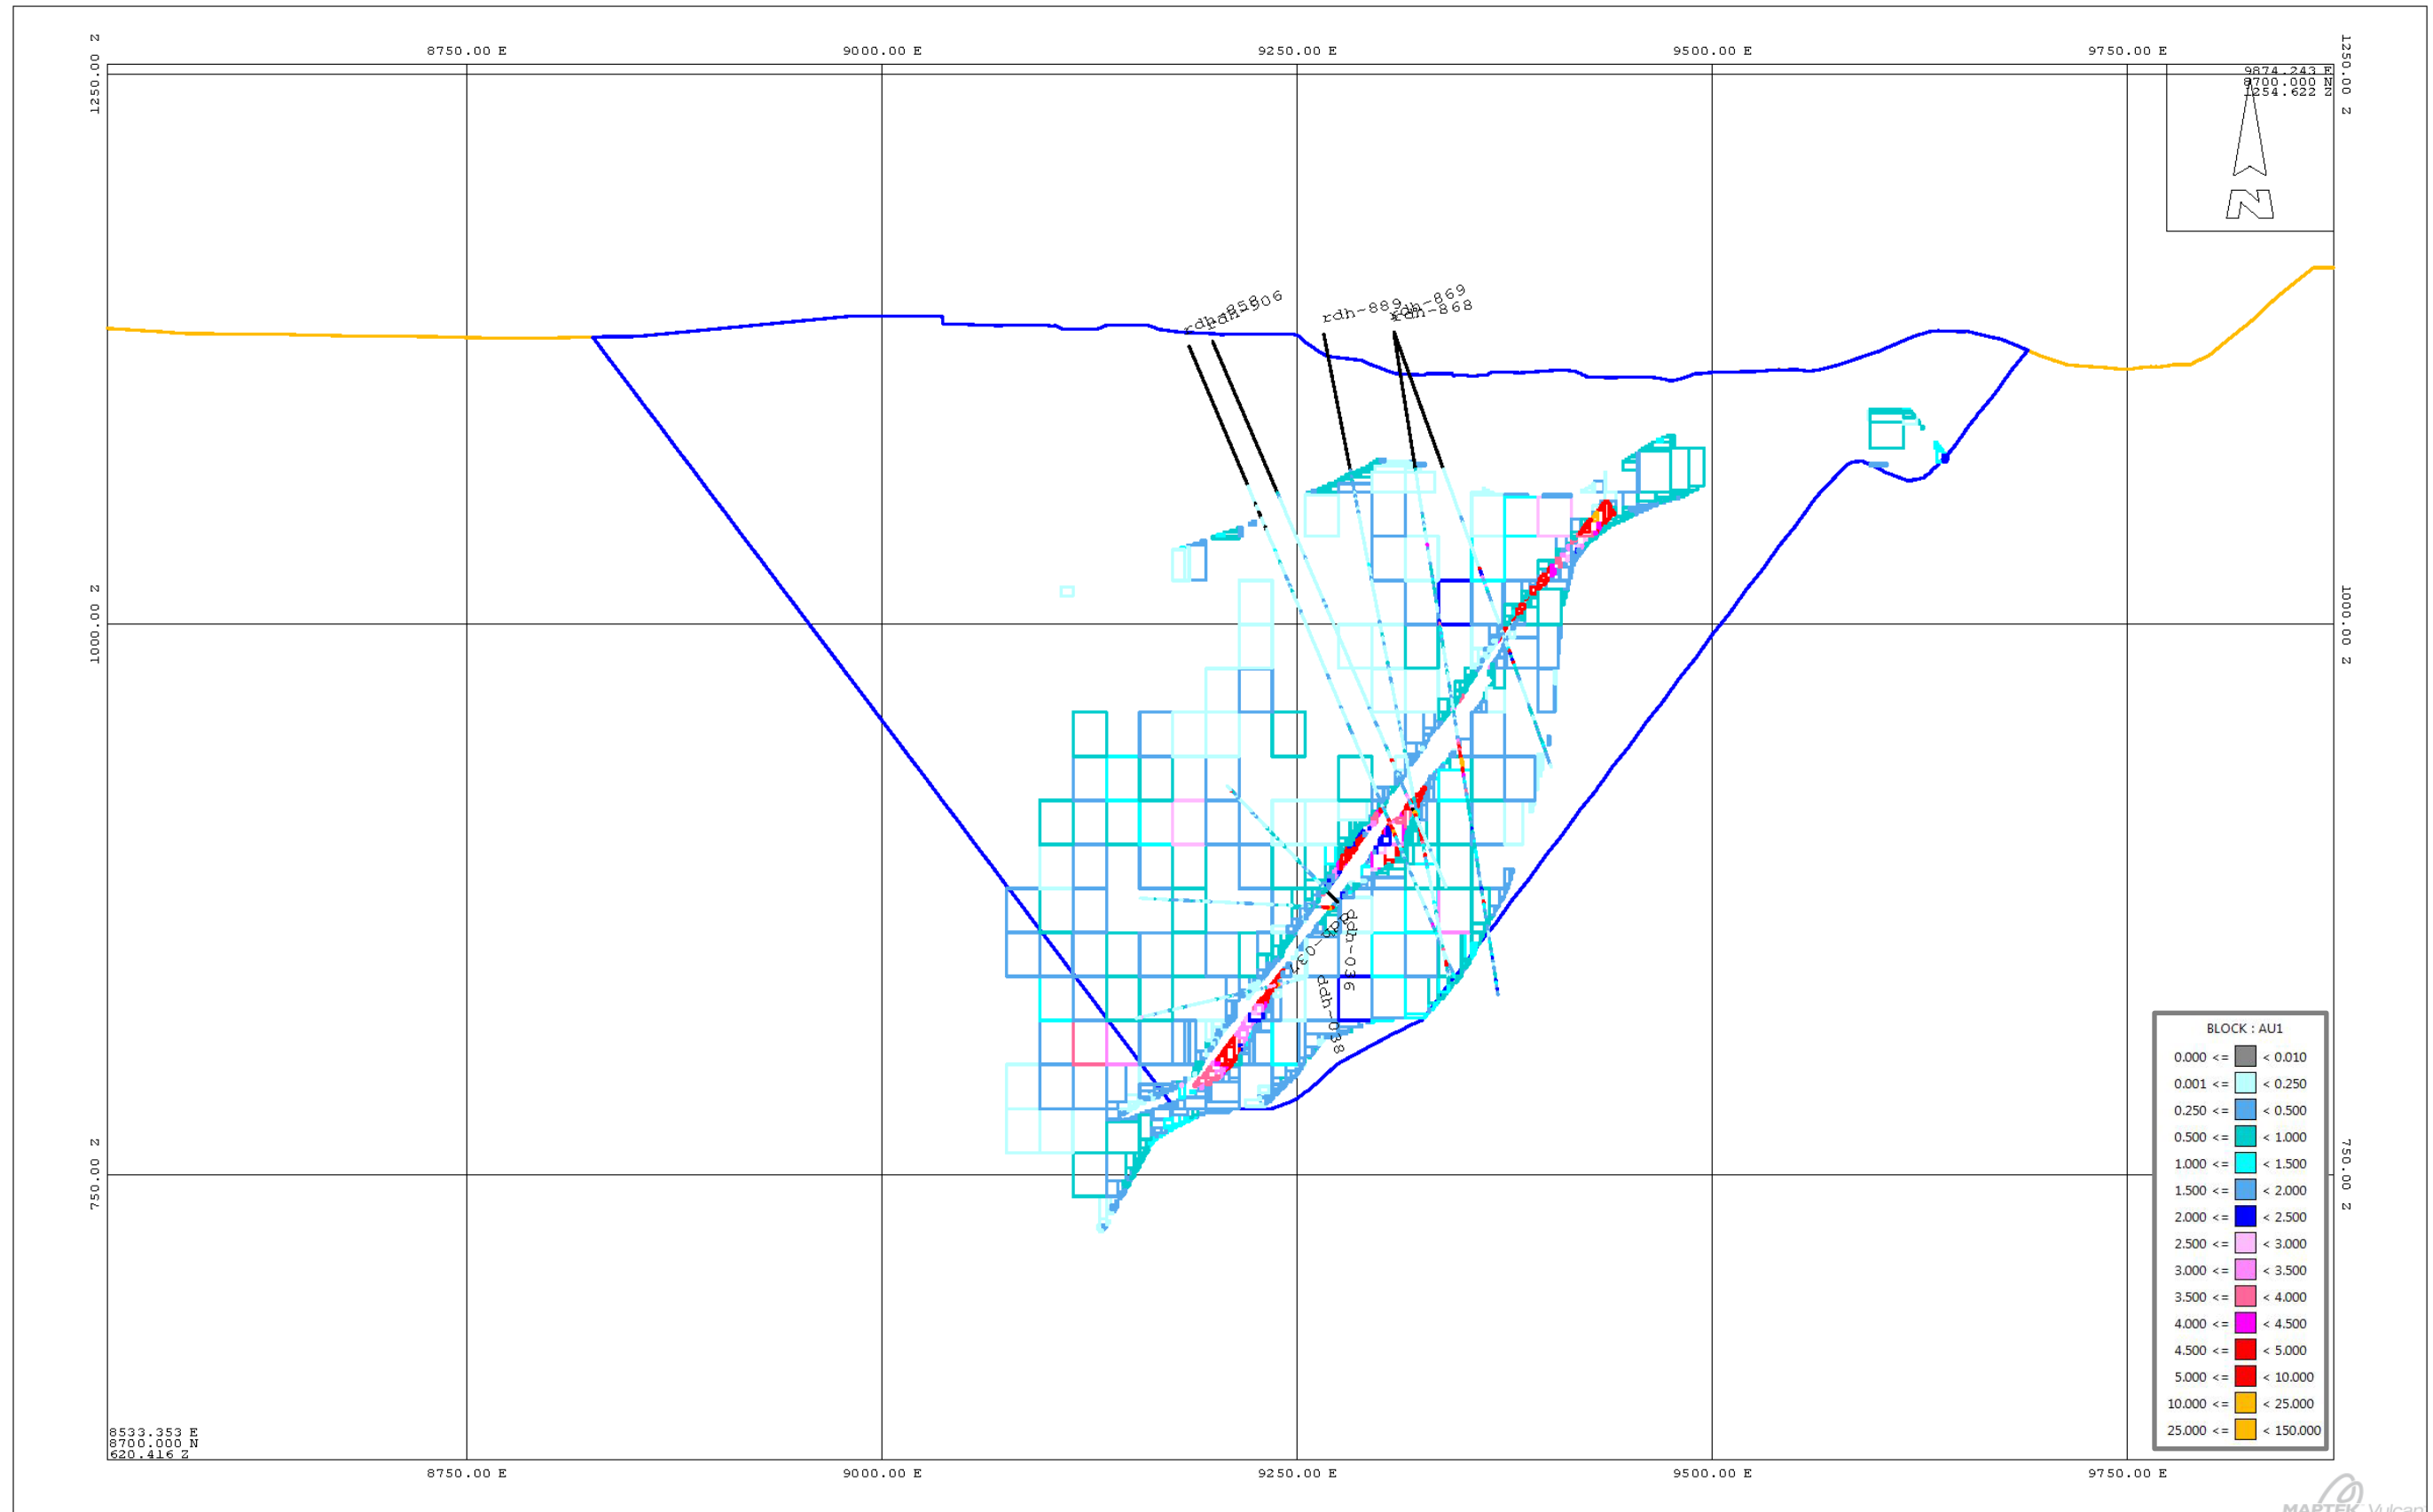 8750.00 E
9000.00 E
9250.00 E
9500.00 E
9750.00 E
1250.00 Z
1250.00 Z
9874.243 E
8700.000 N
1254.622 Z
N
rdh-858
rdh-906
rdh-889
rdh-869
rdh-868
1000.00 Z
1000.00 Z
ddh-036
ddh-038
750.00 Z
750.00 Z
BLOCK : AU1
0.000 <= < 0.010
0.001 <= < 0.250
0.250 <= < 0.500
0.500 <= < 1.000
1.000 <= < 1.500
1.500 <= < 2.000
2.000 <= < 2.500
2.500 <= < 3.000
3.000 <= < 3.500
3.500 <= < 4.000
4.000 <= < 4.500
4.500 <= < 5.000
5.000 <= < 10.000
10.000 <= < 25.000
25.000 <= < 150.000
8533.353 E
8700.000 N
620.416 Z
8750.00 E
9000.00 E
9250.00 E
9500.00 E
9750.00 E
MAPTEK Vulcan